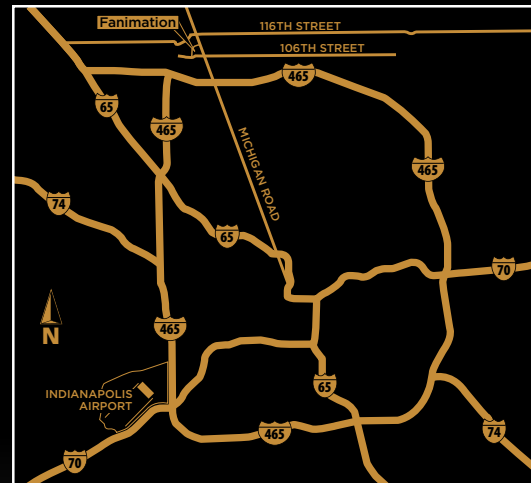 Fanimation
116TH STREET
106TH STREET
465
65
465
MICHIGAN ROAD
465
74
65
70
N
465
INDIANAPOLIS
AIRPORT
65
465
74
70